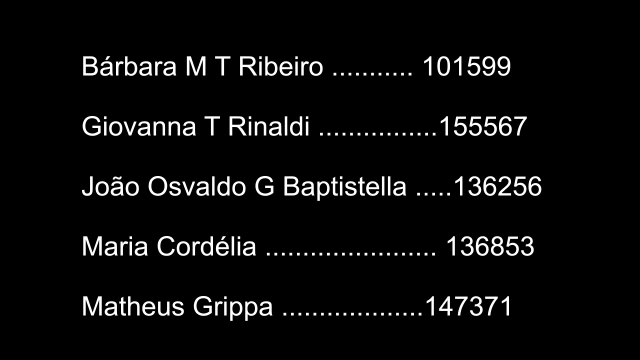 Bárbara M T Ribeiro ........... 101599
Giovanna T Rinaldi ................155567
João Osvaldo G Baptistella .....136256
Maria Cordélia ....................... 136853
Matheus Grippa ...................147371